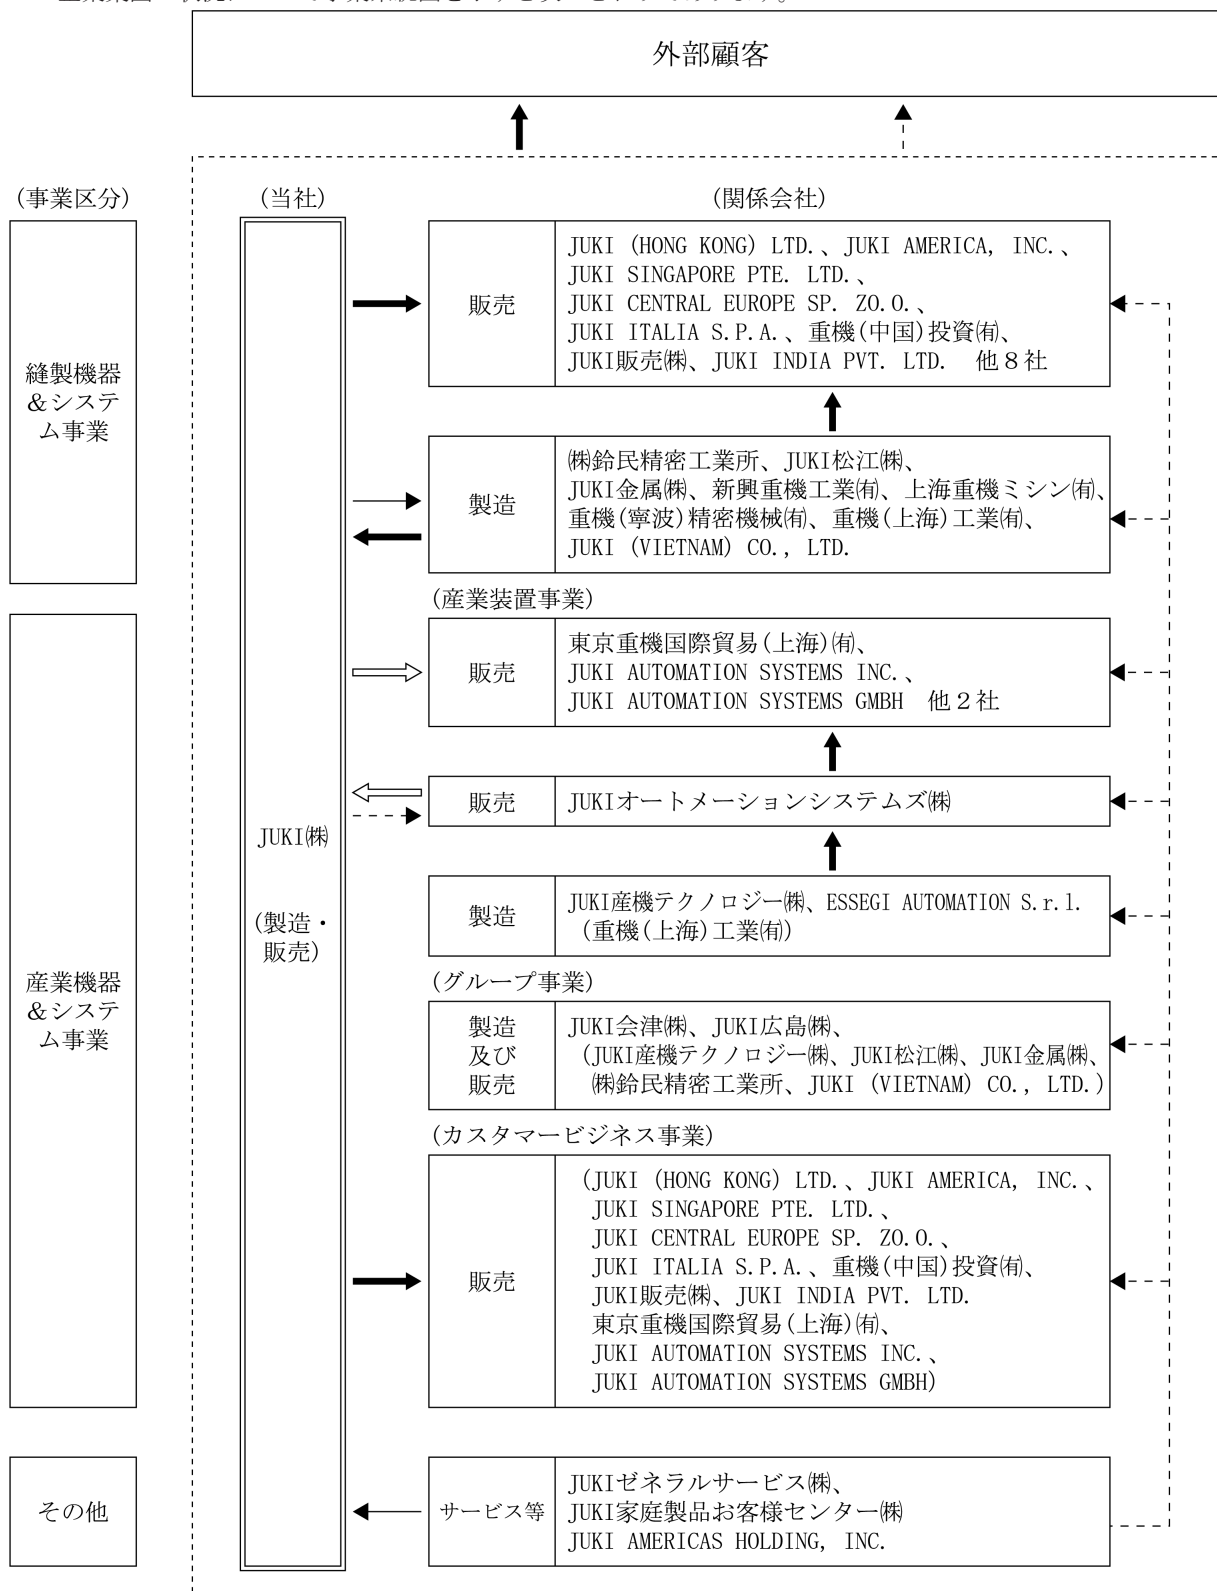 外部顧客
(事業区分)
(当社)
(関係会社)
縫製機器
&システ
ム事業
産業機器
&システ
ム事業
その他
JUKI㈱
(製造・
販売)
販売
JUKI (HONG KONG) LTD.、JUKI AMERICA, INC.、
JUKI SINGAPORE PTE. LTD.、
JUKI CENTRAL EUROPE SP. ZO.O.、
JUKI ITALIA S.P.A.、重機(中国)投資㈲、
JUKI販売㈱、JUKI INDIA PVT. LTD. 他8社
製造
㈱鈴民精密工業所、JUKI松江㈱、
JUKI金属㈱、新興重機工業㈲、上海重機ミシン㈲、
重機(寧波)精密機械㈲、重機(上海)工業㈲、
JUKI (VIETNAM) CO., LTD.
(産業装置事業)
販売
東京重機国際貿易(上海)㈲、
JUKI AUTOMATION SYSTEMS INC.、
JUKI AUTOMATION SYSTEMS GMBH 他2社
販売
JUKIオートメーションシステムズ㈱
製造
JUKI産機テクノロジー㈱、ESSEGI AUTOMATION S.r.l.
(重機(上海)工業㈲)
(グループ事業)
製造
及び
販売
JUKI会津㈱、JUKI広島㈱、
(JUKI産機テクノロジー㈱、JUKI松江㈱、JUKI金属㈱、
㈱鈴民精密工業所、JUKI (VIETNAM) CO., LTD.)
(カスタマービジネス事業)
販売
(JUKI (HONG KONG) LTD.、JUKI AMERICA, INC.、
JUKI SINGAPORE PTE. LTD.、
JUKI CENTRAL EUROPE SP. ZO.O.、
JUKI ITALIA S.P.A.、重機(中国)投資㈲、
JUKI販売㈱、JUKI INDIA PVT. LTD.
東京重機国際貿易(上海)㈲、
JUKI AUTOMATION SYSTEMS INC.、
JUKI AUTOMATION SYSTEMS GMBH)
サービス等
JUKIゼネラルサービス㈱、
JUKI家庭製品お客様センター㈱
JUKI AMERICAS HOLDING, INC.